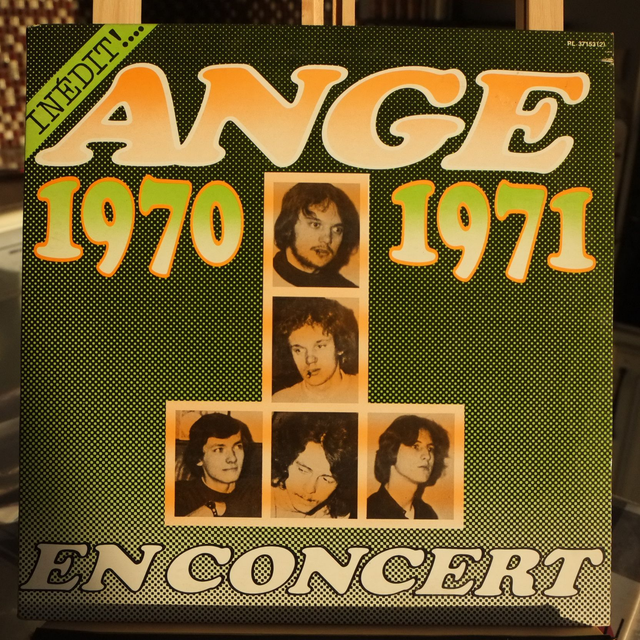 INÉDIT!...
PL 37153(2)
ANGE
1970 1971
EN CONCERT